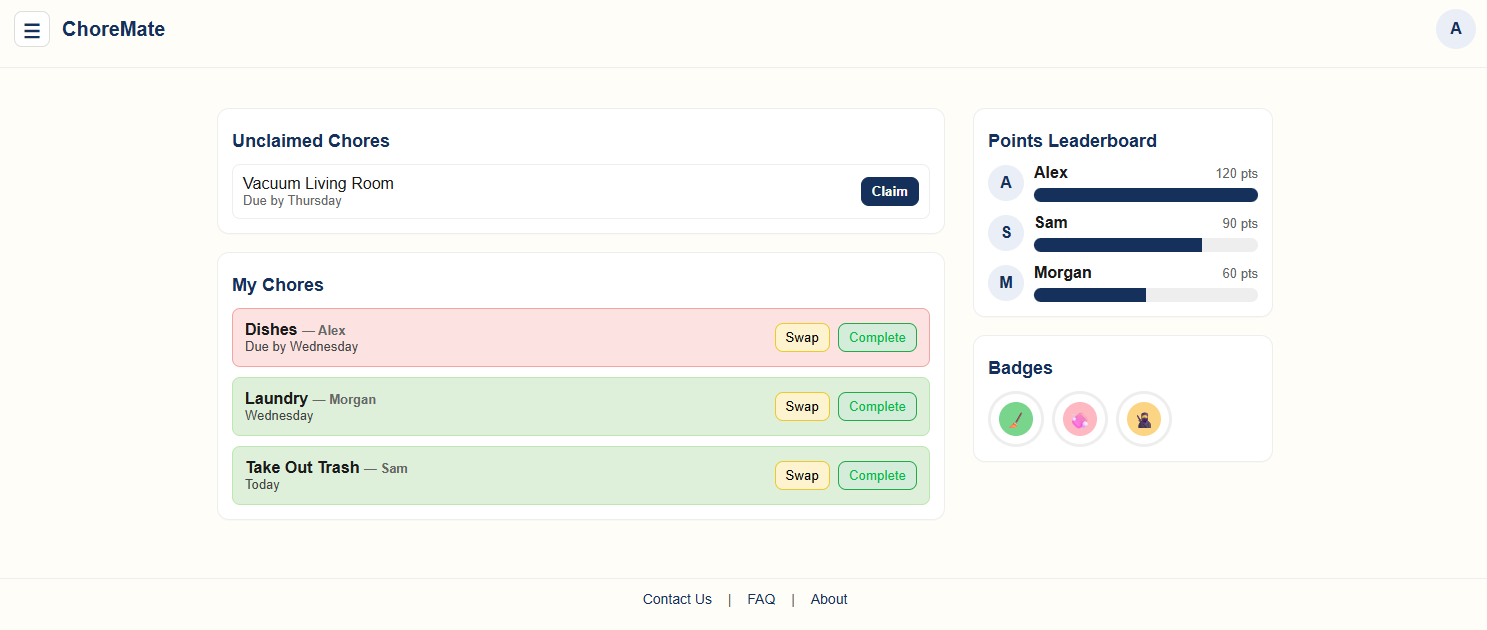 ☰ ChoreMate
A
Unclaimed Chores
Vacuum Living Room
Due by Thursday
Claim
My Chores
Dishes — Alex
Due by Wednesday
Swap
Complete
Laundry — Morgan
Wednesday
Swap
Complete
Take Out Trash — Sam
Today
Swap
Complete
Points Leaderboard
A
Alex
120 pts
S
Sam
90 pts
M
Morgan
60 pts
Badges
Contact Us | FAQ | About